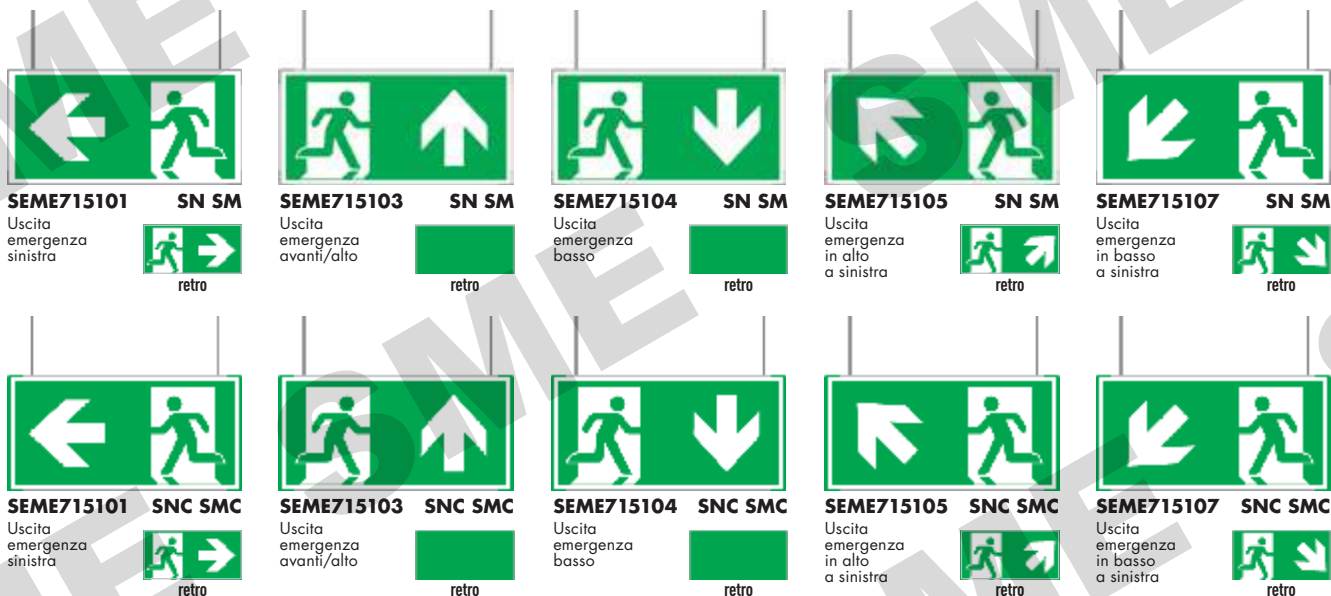 SEME715101 SN SM
Uscita
emergenza
sinistra
retro
SEME715103 SN SM
Uscita
emergenza
avanti/alto
retro
SEME715104 SN SM
Uscita
emergenza
basso
retro
SEME715105 SN SM
Uscita
emergenza
in alto
a sinistra
retro
SEME715107 SN SM
Uscita
emergenza
in basso
a sinistra
retro
SEME715101 SNC SMC
Uscita
emergenza
sinistra
retro
SEME715103 SNC SMC
Uscita
emergenza
avanti/alto
retro
SEME715104 SNC SMC
Uscita
emergenza
basso
retro
SEME715105 SNC SMC
Uscita
emergenza
in alto
a sinistra
retro
SEME715107 SNC SMC
Uscita
emergenza
in basso
a sinistra
retro
SME